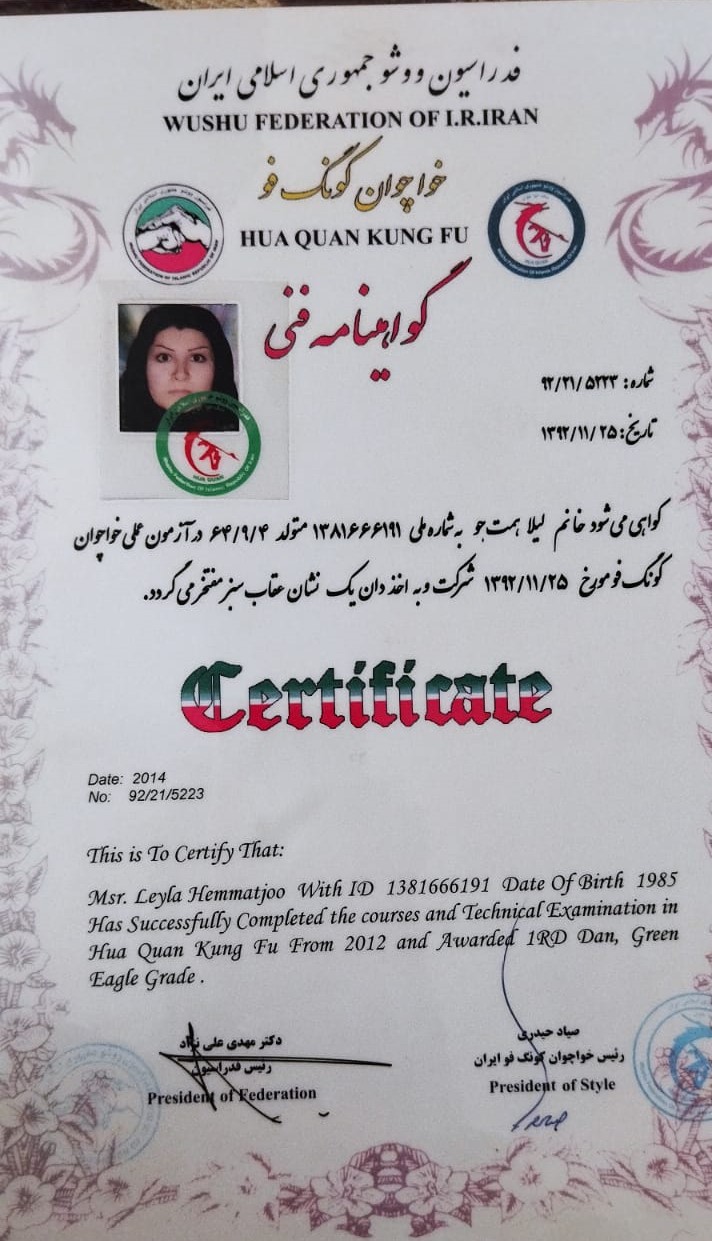 فدراسیون ووشو جمهوری اسلامی ایران
WUSHU FEDERATION OF I.R.IRAN
خواچوان کونگ فو
HUA QUAN KUNG FU
گواهینامه فنی
شماره: ۹۲/۲۱/۵۲۲۳
تاریخ: ۱۳۹۲/۱۱/۲۵
گواهی می شود خانم لیلا همت جو به شماره ملی ۱۳۸۱۶۶۶۱۹۱ متولد ۶۴/۹/۴ در آزمون عملی خواچوان
کونگ فو مورخ ۱۳۹۲/۱۱/۲۵ شرکت و به اخذ دان یک نشان عقاب سبز مفتخر می گردد.
Certificate
Date: 2014
No: 92/21/5223
This is To Certify That:
Msr. Leyla Hemmatjoo With ID 1381666191 Date Of Birth 1985
Has Successfully Completed the courses and Technical Examination in
Hua Quan Kung Fu From 2012 and Awarded 1RD Dan, Green
Eagle Grade .
دکتر مهدی علی نژاد
رئیس فدراسیون
President of Federation
صیاد حیدری
رئیس خواچوان کونگ فو ایران
President of Style